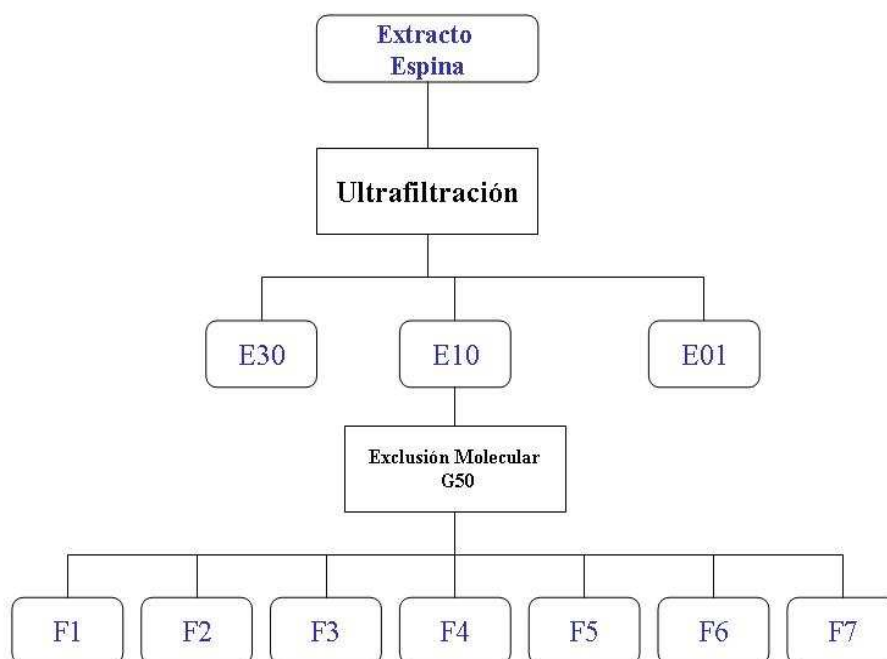 Extracto
Espina
Ultrafiltración
E30
E10
E01
Exclusión Molecular
G50
F1
F2
F3
F4
F5
F6
F7